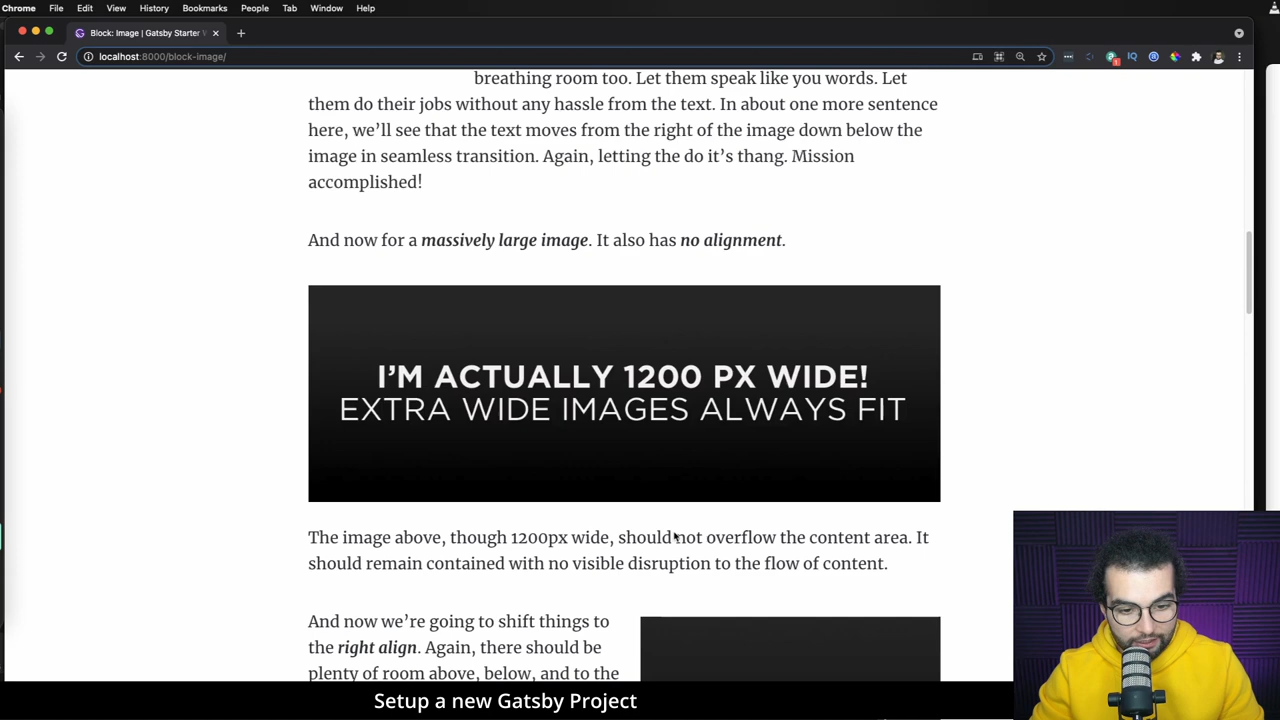 Chrome File Edit View History Bookmarks People Tab Window Help
Block: Image | Gatsby Starter W
localhost:8000/block-image/
breathing room too. Let them speak like you words. Let
them do their jobs without any hassle from the text. In about one more sentence
here, we’ll see that the text moves from the right of the image down below the
image in seamless transition. Again, letting the do it’s thang. Mission
accomplished!
And now for a massively large image. It also has no alignment.
I’M ACTUALLY 1200 PX WIDE!
EXTRA WIDE IMAGES ALWAYS FIT
The image above, though 1200px wide, should not overflow the content area. It
should remain contained with no visible disruption to the flow of content.
And now we’re going to shift things to
the right align. Again, there should be
plenty of room above, below, and to the
Setup a new Gatsby Project